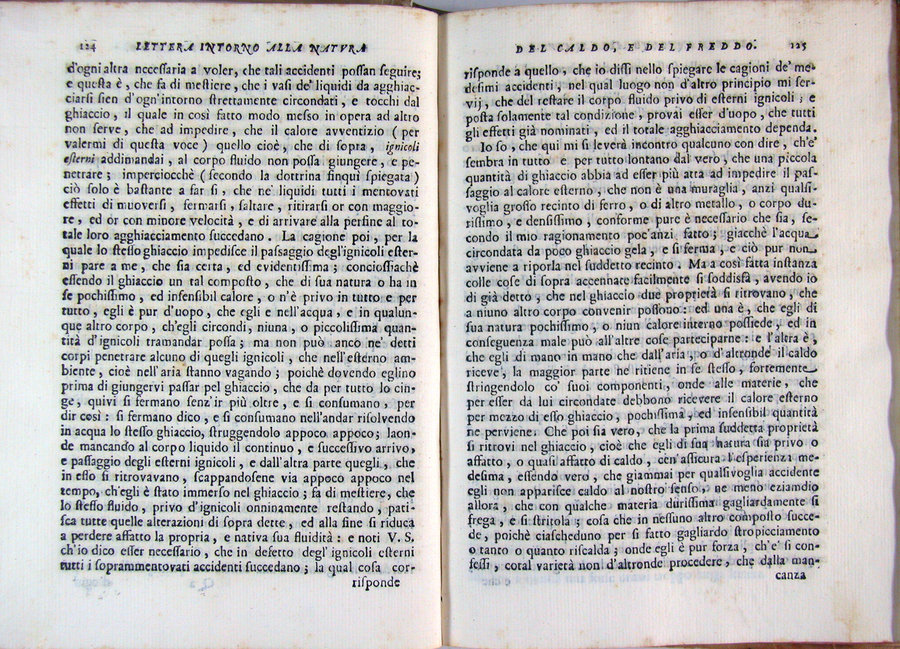 124 LETTERA INTORNO ALLA NATVRA
d'ogni altra necessaria a voler, che tali accidenti possan seguire;
e questa è, che fa di mestiere, che i vasi de' liquidi da agghiac-
ciarsi sien d'ogn'intorno strettamente circondati, e tocchi dal
ghiaccio, il quale in così fatto modo messo in opera ad altro
non serve, che ad impedire, che il calore avventizio (per
valermi di questa voce) quello cioè, che di sopra, ignicoli
esterni addimandai, al corpo fluido non possa giungere, e pe-
netrare; imperciocchè (secondo la dottrina finqui spiegata)
ciò solo è bastante a far sì, che ne' liquidi tutti i mentovati
effetti di muoversi, fermarsi, saltare, ritirarsi or con maggio-
re, ed or con minore velocità, e di arrivare alla perfine al to-
tale loro agghiacciamento succedano. La cagione poi, per la
quale lo stesso ghiaccio impedisce il passaggio degl'ignicoli ester-
ni pare a me, che sia certa, ed evidentissima; conciossiachè
essendo il ghiaccio un tal composto, che di sua natura o ha in
se pochissimo, ed insensibil calore, o n'è privo in tutto e per
tutto, egli è pur d'uopo, che egli e nell'acqua, e in qualun-
que altro corpo, ch'egli circondi, niuna, o piccolissima quan-
tità d'ignicoli tramandar possa; ma non può anco ne' detti
corpi penetrare alcuno di quegli ignicoli, che nell'esterno am-
biente, cioè nell'aria stanno vagando; poichè dovendo eglino
prima di giungervi passar pel ghiaccio, che da per tutto lo cin-
ge, quivi si fermano senz'ir più oltre, e si consumano, per
dir così: si fermano dico, e si consumano nell'andar risolvendo
in acqua lo stesso ghiaccio, struggendolo appoco appoco; laon-
de mancando al corpo liquido il continuo, e successivo arrivo,
e passaggio degli esterni ignicoli, e dall'altra parte quegli, che
in esso si ritrovavano, scappandosene via appoco appoco nel
tempo, ch'egli è stato immerso nel ghiaccio; fa di mestiere, che
lo stesso fluido, privo d'ignicoli onninamente restando, pati-
sca tutte quelle alterazioni di sopra dette, ed alla fine si riduca
a perdere affatto la propria, e nativa sua fluidità: e noti V. S.
ch'io dico esser necessario, che in defetto degl'ignicoli esterni
tutti i soprammentovati accidenti succedano; la qual cosa cor-
risponde
DEL CALDO, E DEL FREDDO. 125
risponde a quello, che io dissi nello spiegare le cagioni de' me-
desimi accidenti, nel qual luogo non d'altro principio mi ser-
vij, che del restare il corpo fluido privo di esterni ignicoli; e
posta solamente tal condizione, provai esser d'uopo, che tutti
gli effetti già nominati, ed il totale agghiacciamento dependa.
Io so, che qui mi si leverà incontro qualcuno con dire, ch'e'
sembra in tutto e per tutto lontano dal vero, che una piccola
quantità di ghiaccio abbia ad esser più atta ad impedire il pas-
saggio al calore esterno, che non è una muraglia, anzi qualsi-
voglia grosso recinto di ferro, o di altro metallo, o corpo du-
rissimo, e densissimo, conforme pure è necessario che sia, se-
condo il mio ragionamento poc'anzi fatto; giacchè l'acqua
circondata da poco ghiaccio gela, e si ferma, e ciò pur non
avviene a riporla nel suddetto recinto. Ma a così fatta instanza
colle cose di sopra accennate facilmente si soddisfà, avendo io
di già detto, che nel ghiaccio due proprietà si ritrovano, che
a niuno altro corpo convenir possono: ed una è, che egli di
sua natura pochissimo, o niun calore interno possiede, ed in
conseguenza male può all'altre cose participarne: e l'altra è,
che egli di mano in mano che dall'aria, o d'altronde il caldo
riceve, la maggior parte ne ritiene in se stesso, fortemente
stringendolo co' suoi componenti, onde alle materie, che
per esser da lui circondate debbono ricevere il calore esterno
per mezzo di esso ghiaccio, pochissima, ed insensibil quantità
ne perviene. Che poi sia vero, che la prima suddetta proprietà
si ritrovi nel ghiaccio, cioè che egli di sua natura sia privo o
affatto, o quasi affatto di caldo, cen'assicura l'esperienza me-
desima, essendo vero, che giammai per qualsivoglia accidente
egli non apparisce caldo al nostro senso, ne meno eziamdio
allora, che con qualche materia durissima gagliardamente si
frega, e si stritola; cosa che in nessuno altro composto succe-
de, poichè ciascheduno per sì fatto gagliardo stropicciamento
o tanto o quanto riscalda; onde egli è pur forza, ch'e' si con-
fessi, cotal varietà non d'altronde procedere, che dalla man-
canza